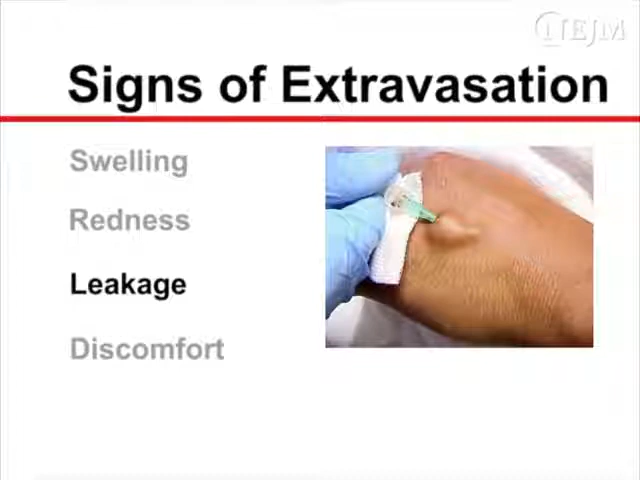 NEJM
Signs of Extravasation
Swelling
Redness
Leakage
Discomfort